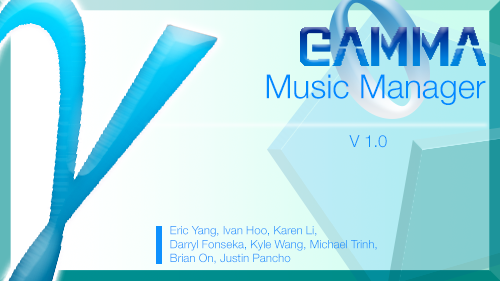 GAMMA
Music Manager
V 1.0
Eric Yang, Ivan Hoo, Karen Li,
Darryl Fonseka, Kyle Wang, Michael Trinh,
Brian On, Justin Pancho